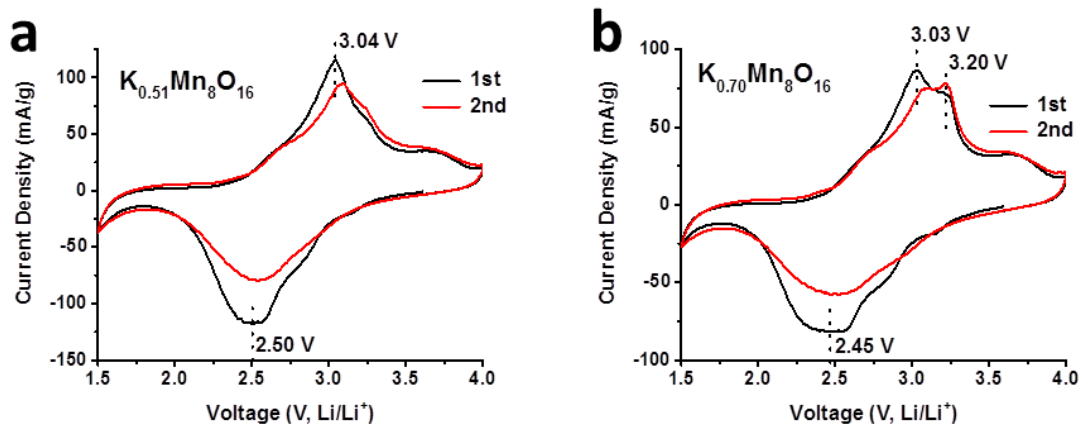 a
K0.51Mn8O16
3.04 V
1st
2nd
2.50 V
100
50
0
-50
-100
-150
1.5 2.0 2.5 3.0 3.5 4.0
Current Density (mA/g)
Voltage (V, Li/Li+)
b
K0.70Mn8O16
3.03 V
3.20 V
1st
2nd
2.45 V
100
50
0
-50
-100
1.5 2.0 2.5 3.0 3.5 4.0
Current Density (mA/g)
Voltage (V, Li/Li+)